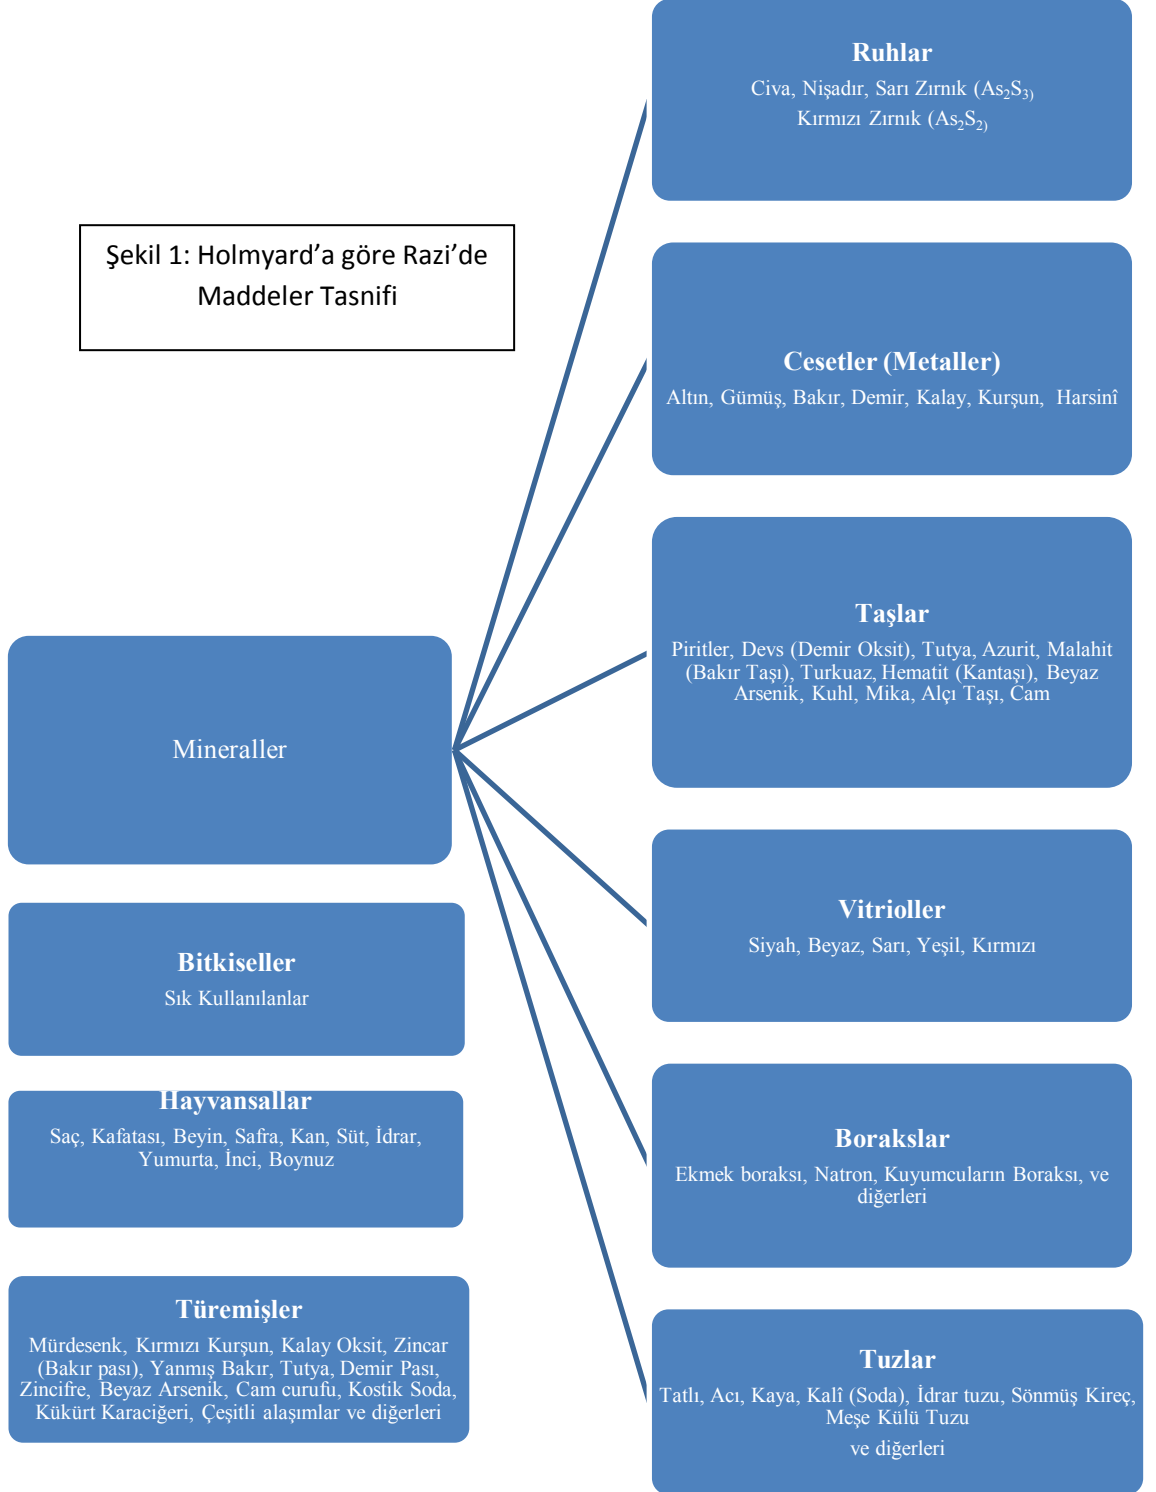 Ruhlar
Civa, Nişadır, Sarı Zırnık (As₂S₃)
Kırmızı Zırnık (As₂S₂)
Şekil 1: Holmyard’a göre Razi’de
Maddeler Tasnifi
Cesetler (Metaller)
Altın, Gümüş, Bakır, Demir, Kalay, Kurşun, Harsinî
Taşlar
Piritler, Devs (Demir Oksit), Tutya, Azurit, Malahit
(Bakır Taşı), Turkuaz, Hematit (Kantaşı), Beyaz
Arsenik, Kuhl, Mika, Alçı Taşı, Cam
Mineraller
Vitrioller
Siyah, Beyaz, Sarı, Yeşil, Kırmızı
Bitkiseller
Sık Kullanılanlar
Hayvansallar
Saç, Kafatası, Beyin, Safra, Kan, Süt, İdrar,
Yumurta, İnci, Boynuz
Borakslar
Ekmek boraksı, Natron, Kuyumcuların Boraksı, ve
diğerleri
Türemişler
Mürdesenk, Kırmızı Kurşun, Kalay Oksit, Zincar
(Bakır pası), Yanmış Bakır, Tutya, Demir Pası,
Zincifre, Beyaz Arsenik, Cam curufu, Kostik Soda,
Kükürt Karaciğeri, Çeşitli alaşımlar ve diğerleri
Tuzlar
Tatlı, Acı, Kaya, Kalî (Soda), İdrar tuzu, Sönmüş Kireç,
Meşe Külü Tuzu
ve diğerleri